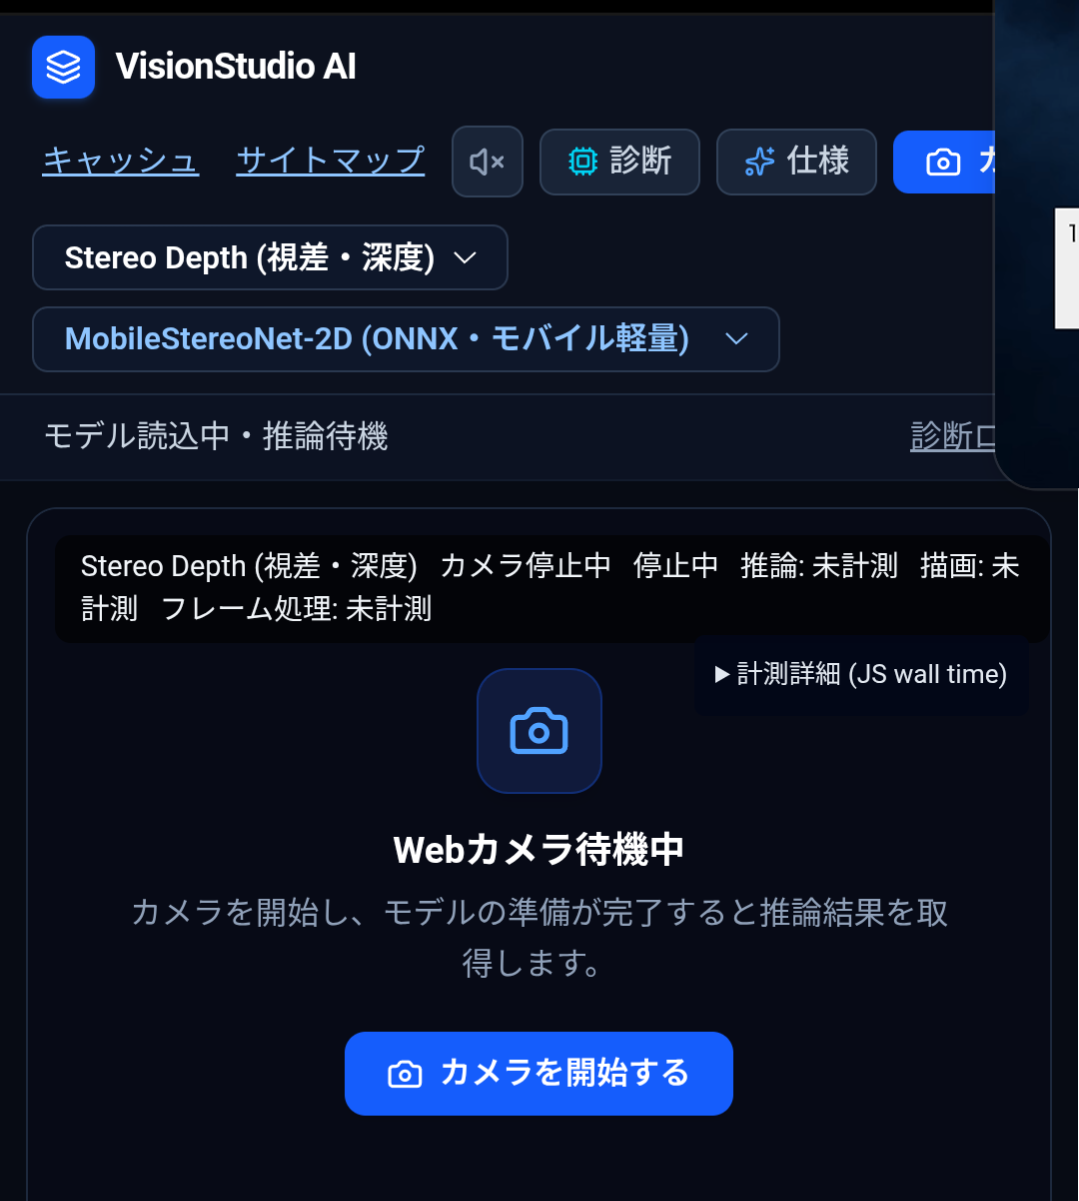 VisionStudio AI
キャッシュ サイトマップ 診断 仕様
Stereo Depth (視差・深度)
MobileStereoNet-2D (ONNX・モバイル軽量)
モデル読込中・推論待機 診断ロ
Stereo Depth (視差・深度) カメラ停止中 停止中 推論: 未計測 描画: 未
計測 フレーム処理: 未計測
▶ 計測詳細 (JS wall time)
Webカメラ待機中
カメラを開始し、モデルの準備が完了すると推論結果を取
得します。
カメラを開始する